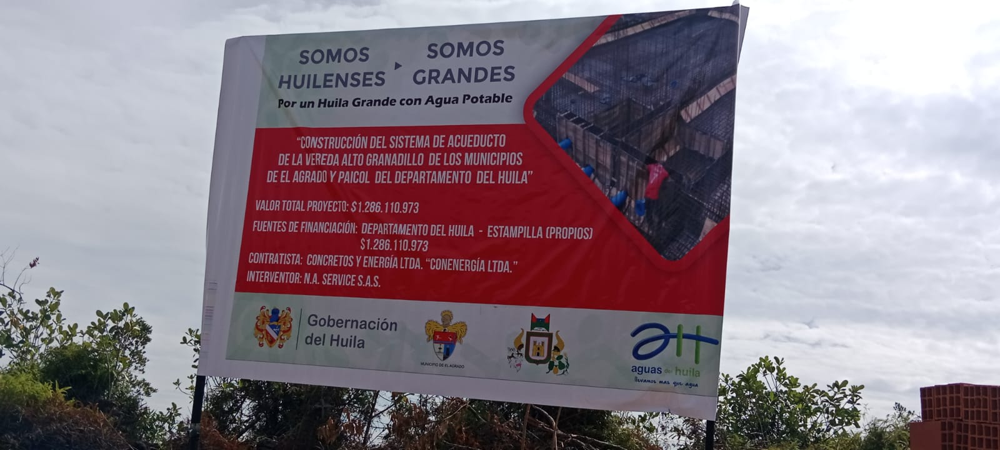 SOMOS HUILENSES
SOMOS GRANDES
Por un Huila Grande con Agua Potable
"CONSTRUCCIÓN DEL SISTEMA DE ACUEDUCTO
DE LA VEREDA ALTO GRANADILLO DE LOS MUNICIPIOS
DE EL AGRADO Y PAICOL DEL DEPARTAMENTO DEL HUILA"
VALOR TOTAL PROYECTO: $1.286.110.973
FUENTES DE FINANCIACIÓN: DEPARTAMENTO DEL HUILA - ESTAMPILLA (PROPIOS)
$1.286.110.973
CONTRATISTA: CONCRETOS Y ENERGÍA LTDA. "CONENERGÍA LTDA."
INTERVENTOR: N.A. SERVICE S.A.S.
Gobernación
del Huila
MUNICIPIO DE EL AGRADO
aH
aguas del huila
llevamos mas que agua